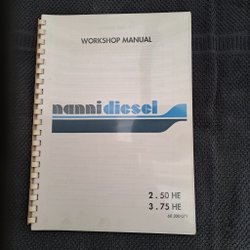 WORKSHOP MANUAL
nannidiesel
2.50 HE
3.75 HE